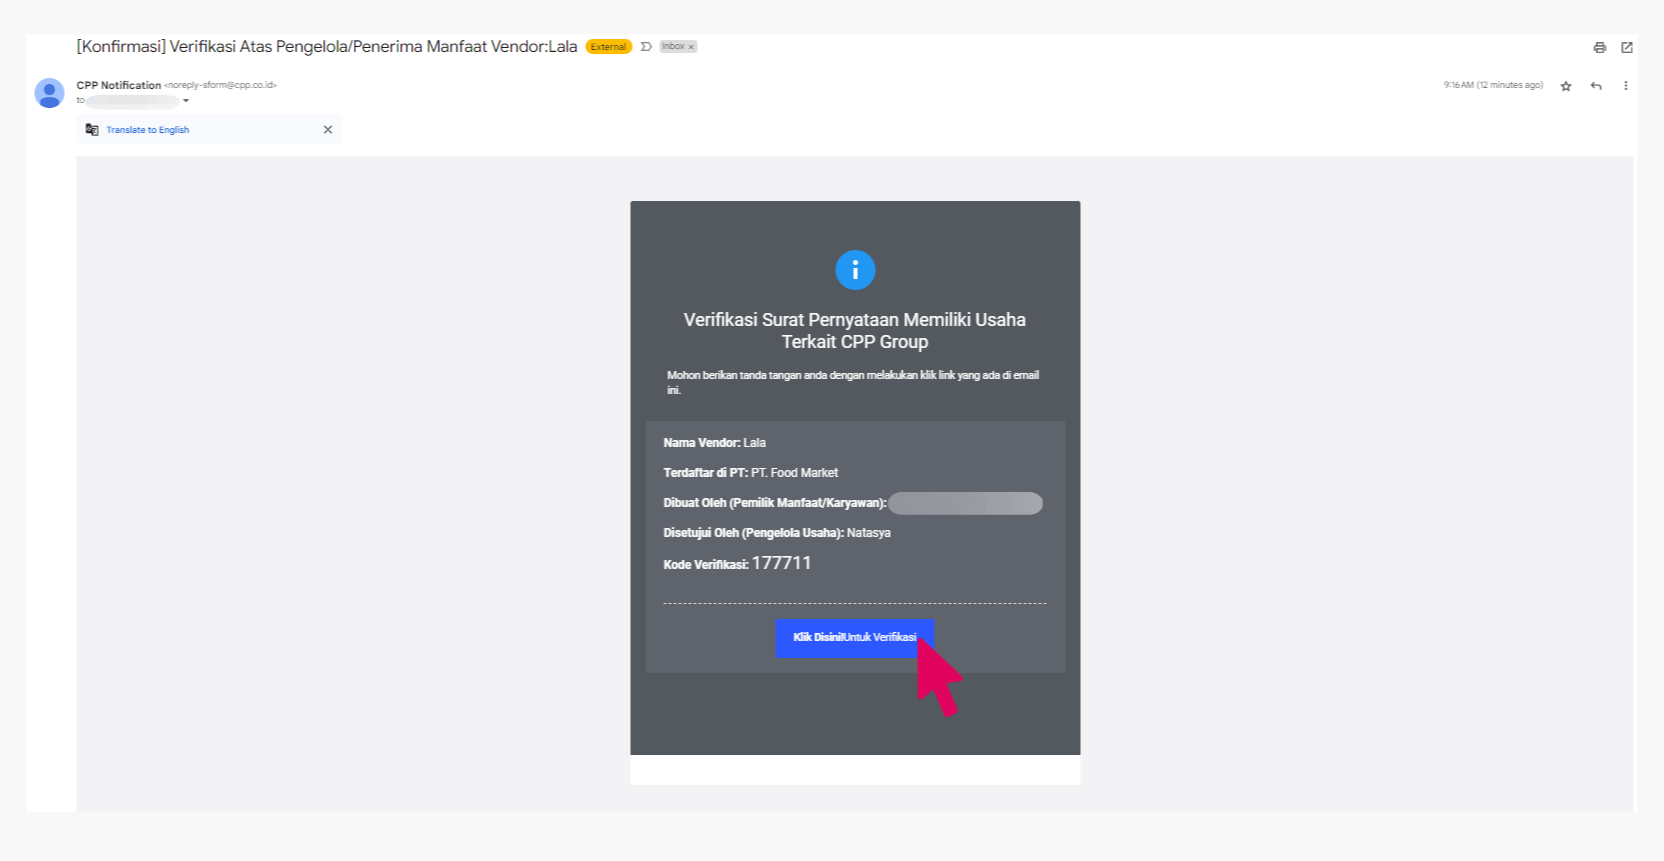 [Konfirmasi] Verifikasi Atas Pengelola/Penerima Manfaat Vendor:Lala External Inbox ×
CPP Notification <noreply-sform@cpp.co.id> 9:16 AM (12 minutes ago)
to
Translate to English
Verifikasi Surat Pernyataan Memiliki Usaha
Terkait CPP Group
Mohon berikan tanda tangan anda dengan melakukan klik link yang ada di email
ini.
Nama Vendor: Lala
Terdaftar di PT: PT. Food Market
Dibuat Oleh (Pemilik Manfaat/Karyawan):
Disetujui Oleh (Pengelola Usaha): Natasya
Kode Verifikasi: 177711
Klik Disini!Untuk Verifikasi